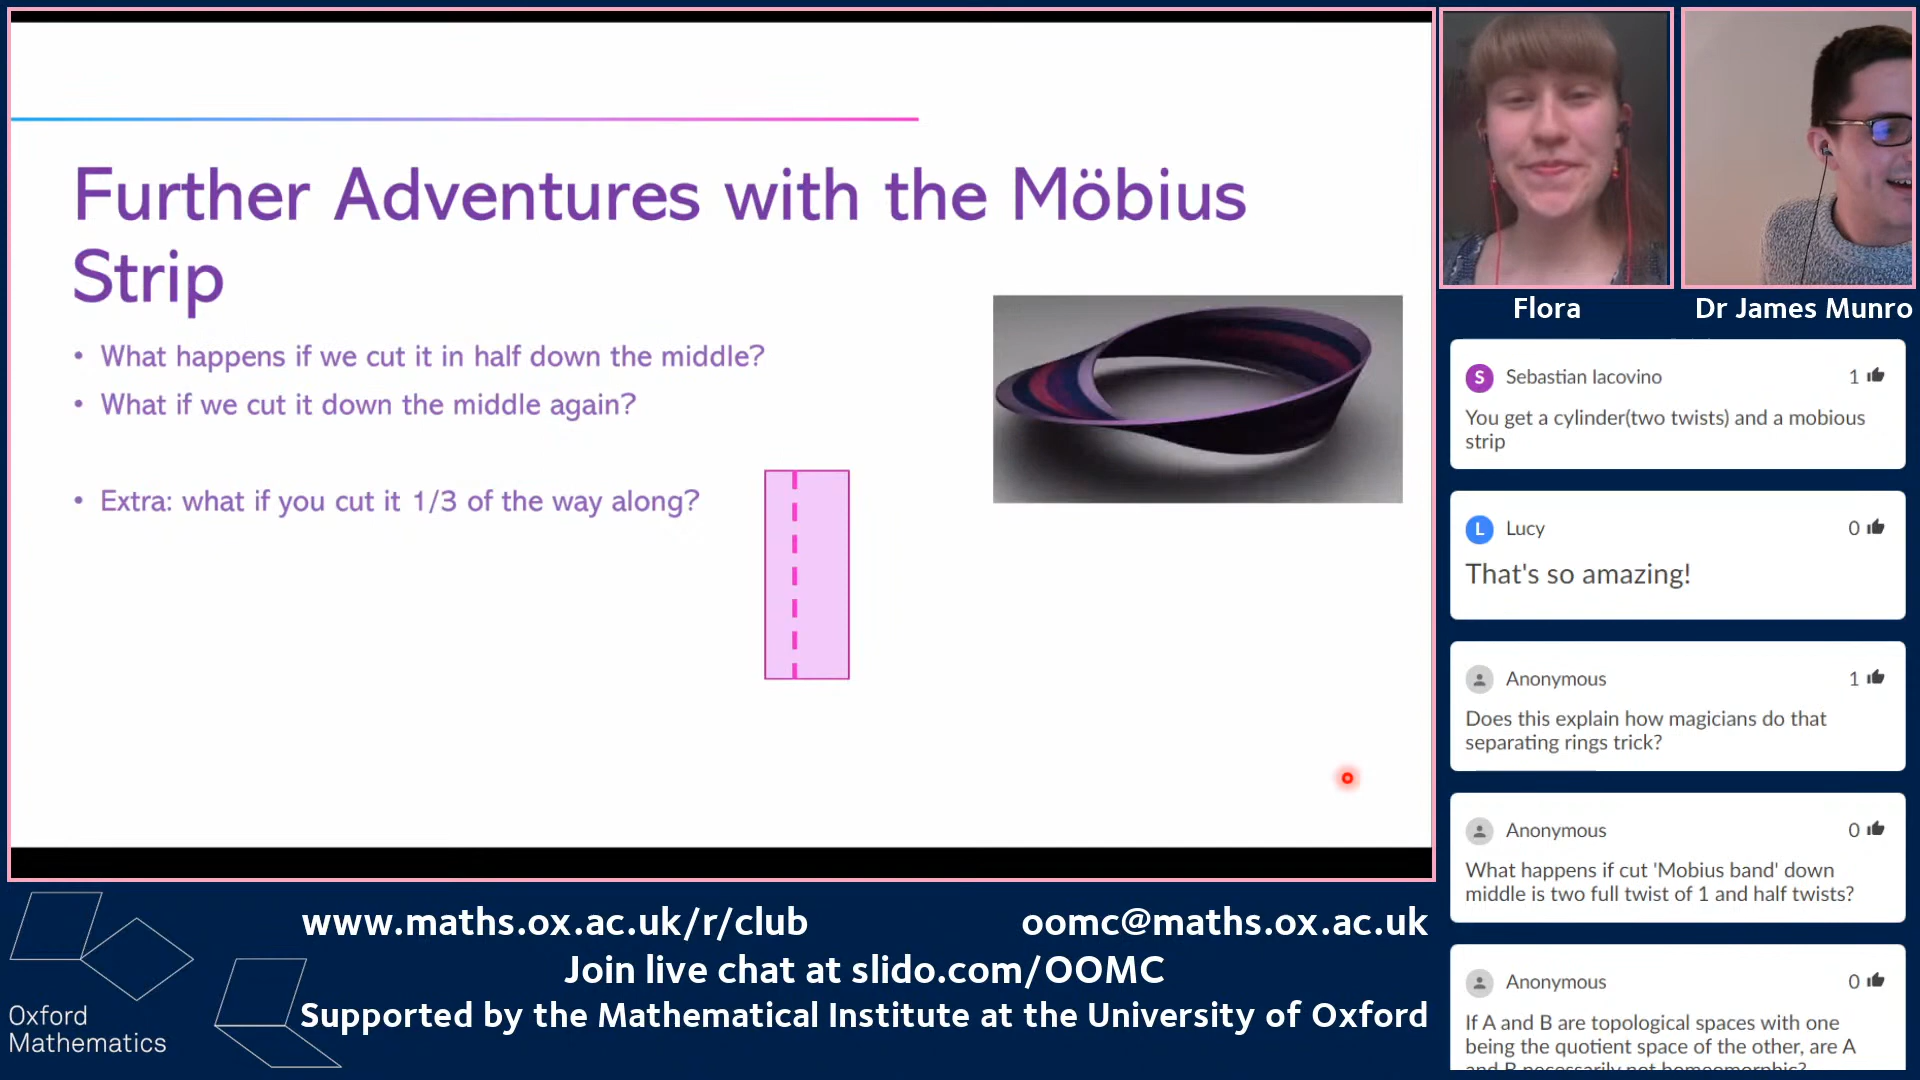 Further Adventures with the Möbius
Strip
• What happens if we cut it in half down the middle?
• What if we cut it down the middle again?
• Extra: what if you cut it 1/3 of the way along?
Flora
Dr James Munro
S
Sebastian Iacovino
1
You get a cylinder(two twists) and a mobious
strip
L
Lucy
0
That's so amazing!
Anonymous
1
Does this explain how magicians do that
separating rings trick?
Anonymous
0
What happens if cut 'Mobius band' down
middle is two full twist of 1 and half twists?
Anonymous
0
If A and B are topological spaces with one
being the quotient space of the other, are A
and B necessarily not homeomorphic?
www.maths.ox.ac.uk/r/club
oomc@maths.ox.ac.uk
Join live chat at slido.com/OOMC
Supported by the Mathematical Institute at the University of Oxford
Oxford
Mathematics